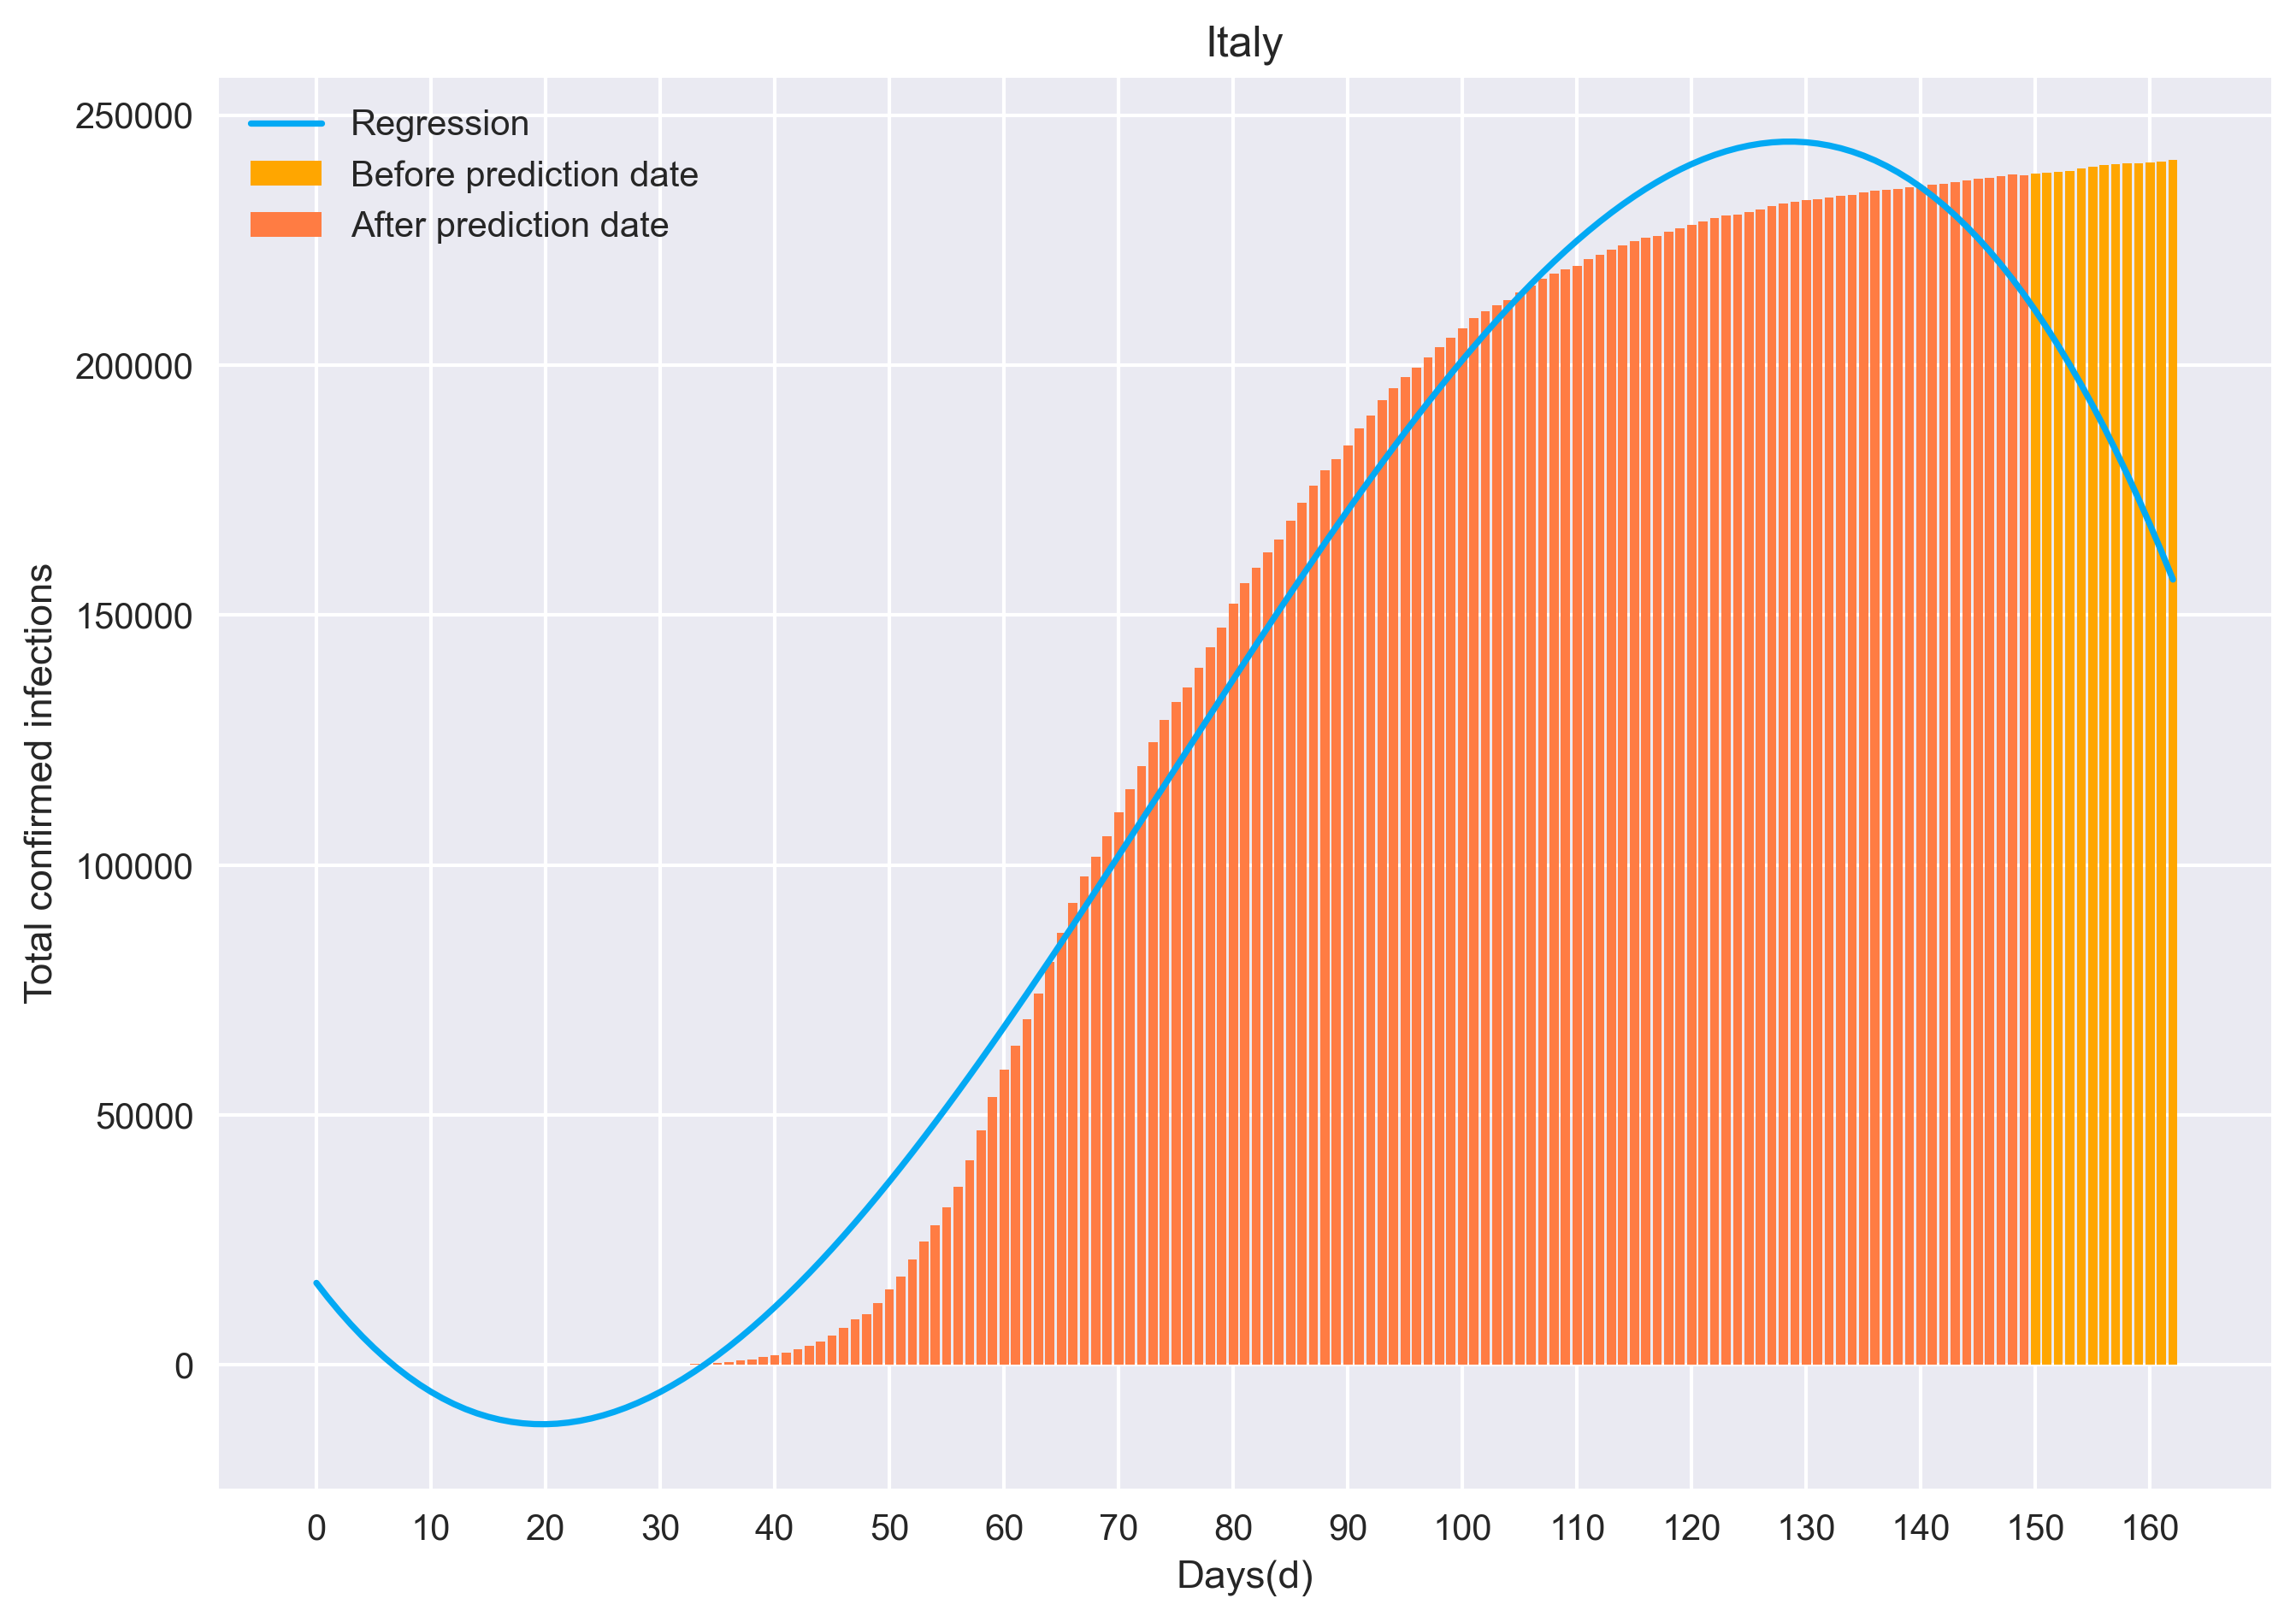 Italy
250000
200000
150000
100000
50000
0
Total confirmed infections
Regression
Before prediction date
After prediction date
0 10 20 30 40 50 60 70 80 90 100 110 120 130 140 150 160
Days(d)